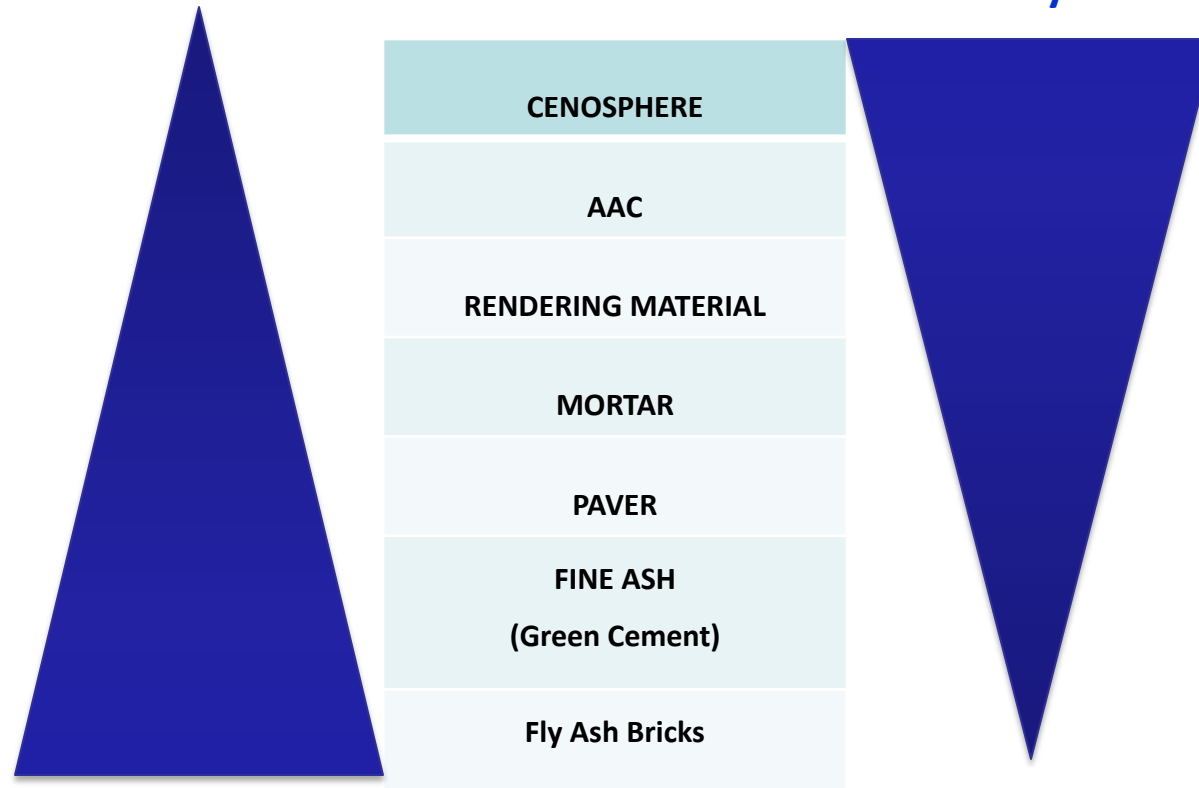 CENOSPHERE
AAC
RENDERING MATERIAL
MORTAR
PAVER
FINE ASH
(Green Cement)
Fly Ash Bricks